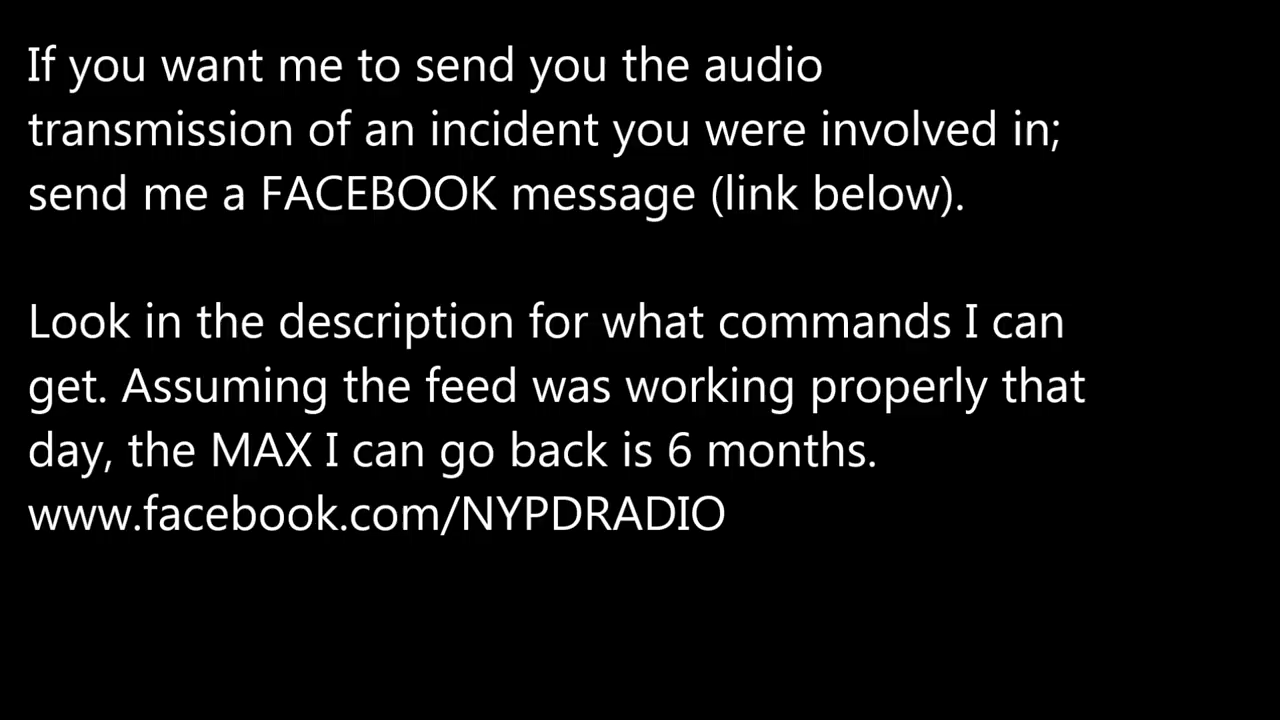 If you want me to send you the audio
transmission of an incident you were involved in;
send me a FACEBOOK message (link below).
Look in the description for what commands I can
get. Assuming the feed was working properly that
day, the MAX I can go back is 6 months.
www.facebook.com/NYPDRADIO